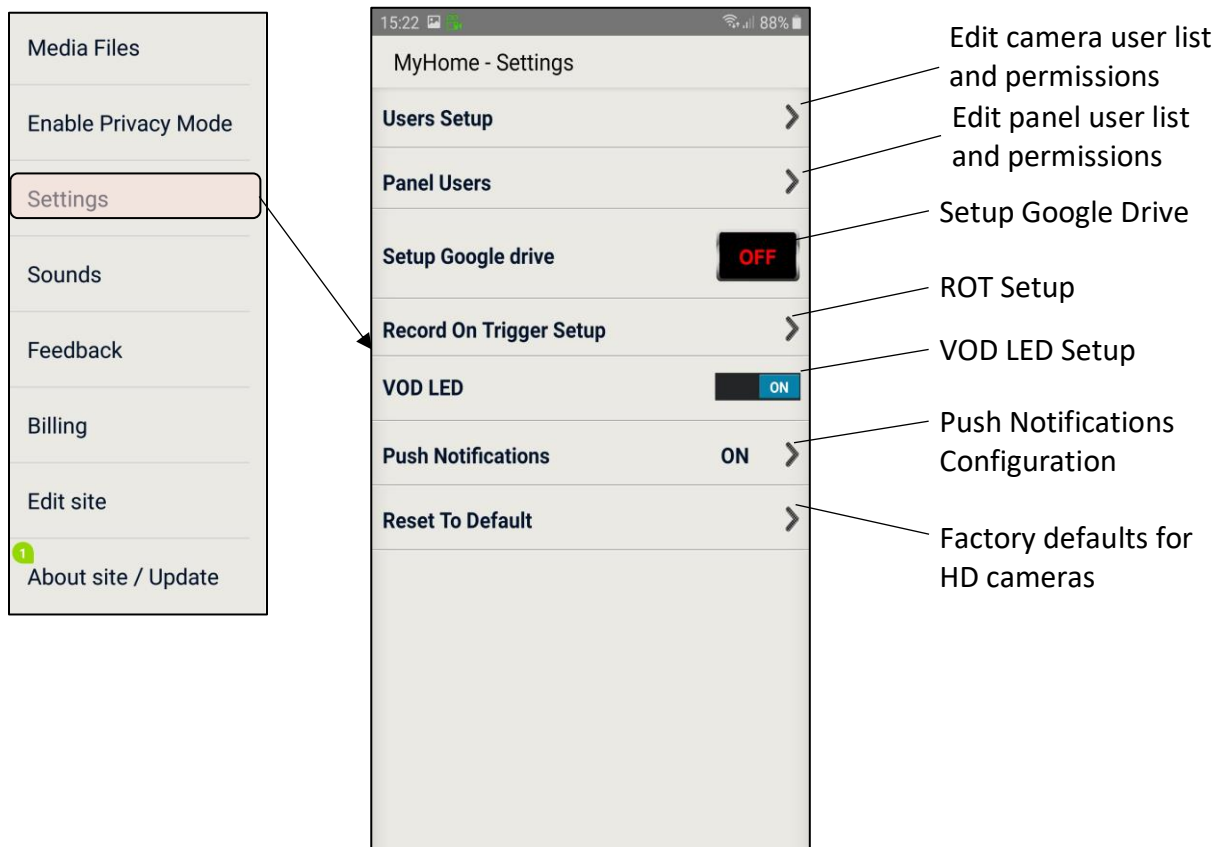 Media Files
Enable Privacy Mode
Settings
Sounds
Feedback
Billing
Edit site
1
About site / Update
15:22 88%
MyHome - Settings
Users Setup
Panel Users
Setup Google drive OFF
Record On Trigger Setup
VOD LED ON
Push Notifications ON
Reset To Default
Edit camera user list
and permissions
Edit panel user list
and permissions
Setup Google Drive
ROT Setup
VOD LED Setup
Push Notifications
Configuration
Factory defaults for
HD cameras